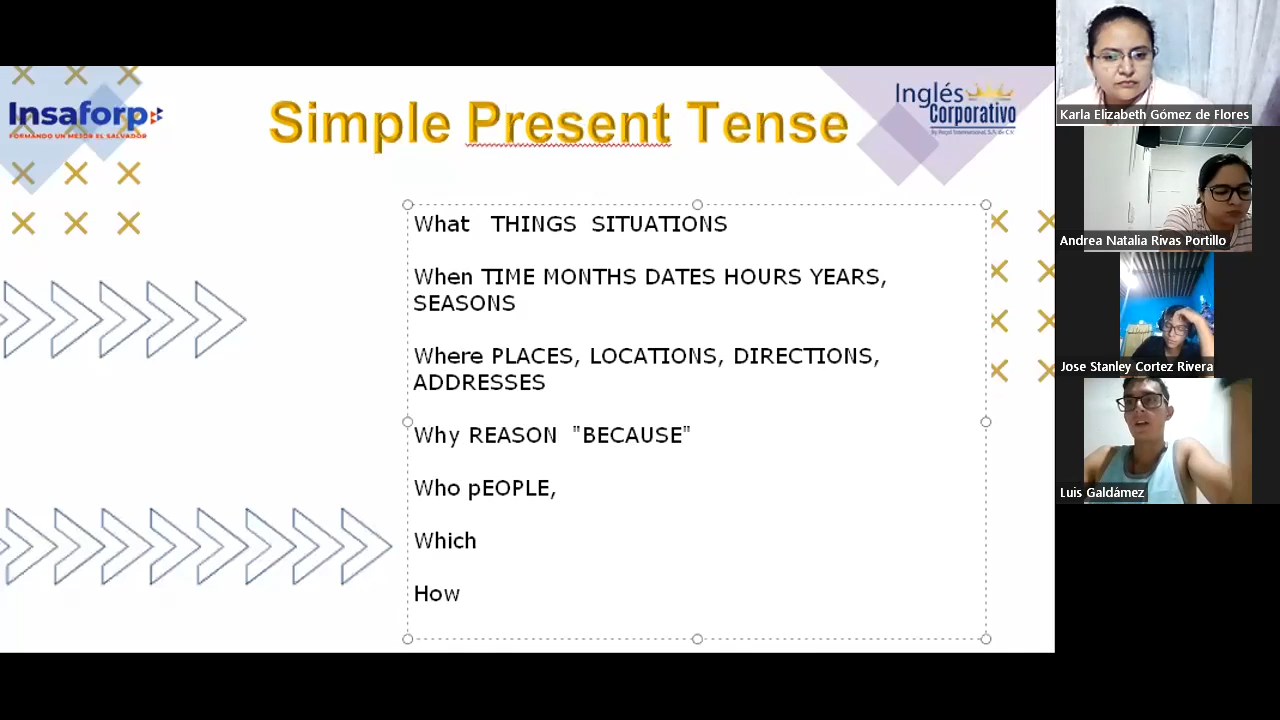 Insaforp
FORMANDO UN MEJOR EL SALVADOR
Simple Present Tense
Inglés
Corporativo
What THINGS SITUATIONS
When TIME MONTHS DATES HOURS YEARS,
SEASONS
Where PLACES, LOCATIONS, DIRECTIONS,
ADDRESSES
Why REASON "BECAUSE"
Who pEOPLE,
Which
How
Karla Elizabeth Gómez de Flores
Andrea Natalia Rivas Portillo
Jose Stanley Cortez Rivera
Luis Galdámez